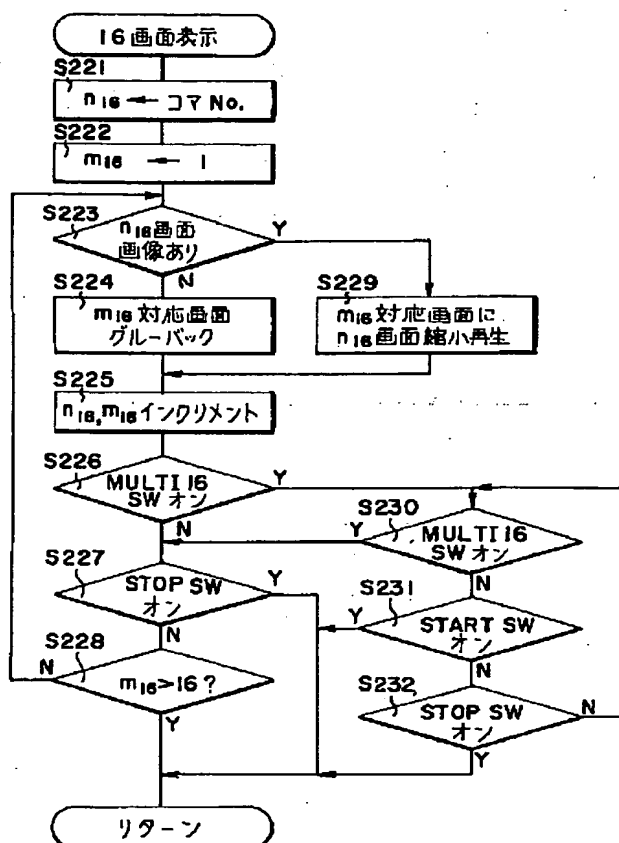 16画面表示
S221
n16 ← コマNo.
S222
m16 ← 1
S223
n16画面
画像あり
Y
N
S224
m16対応画面
グルーバック
S229
m16対応画面に
n16画面縮小再生
S225
n16,m16インクリメント
S226
MULTI16
SWオン
Y
N
S230
MULTI16
SWオン
Y
N
S227
STOP SW
オン
Y
N
S231
START SW
オン
Y
N
S228
m16>16?
N
Y
S232
STOP SW
オン
N
Y
リターン